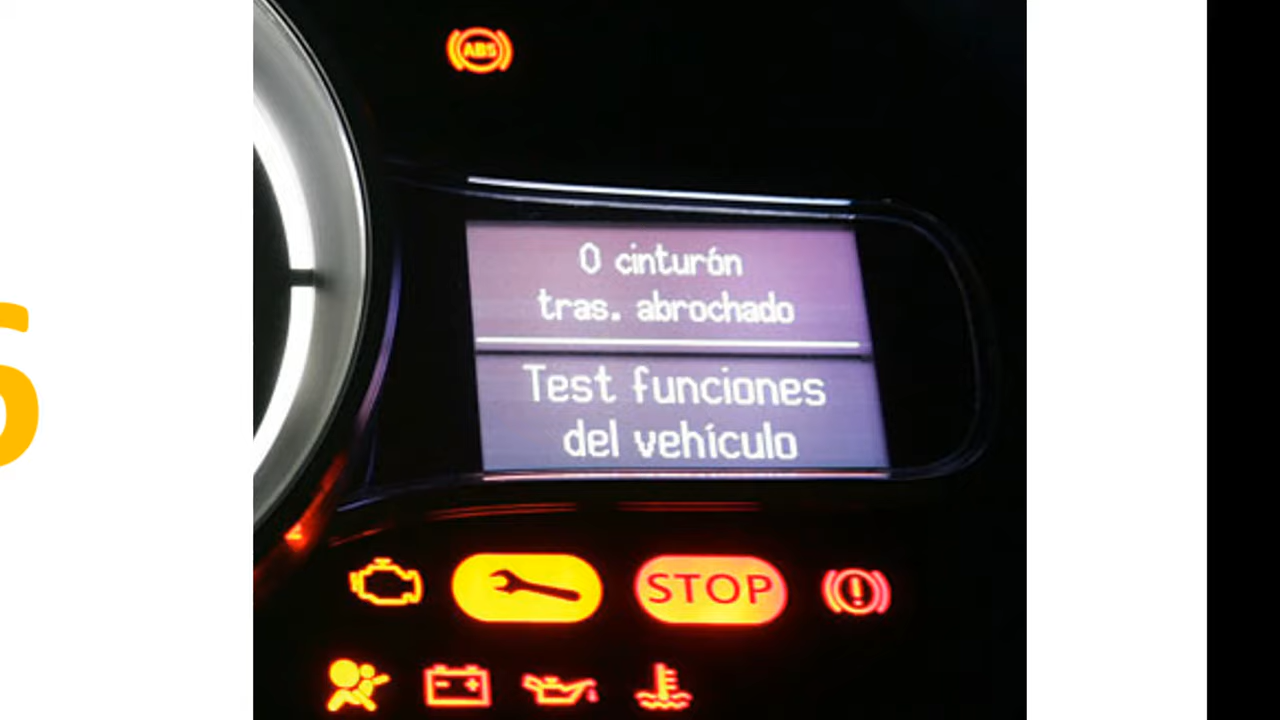 ABS
0 cinturón
tras. abrochado
Test funciones
del vehículo
STOP